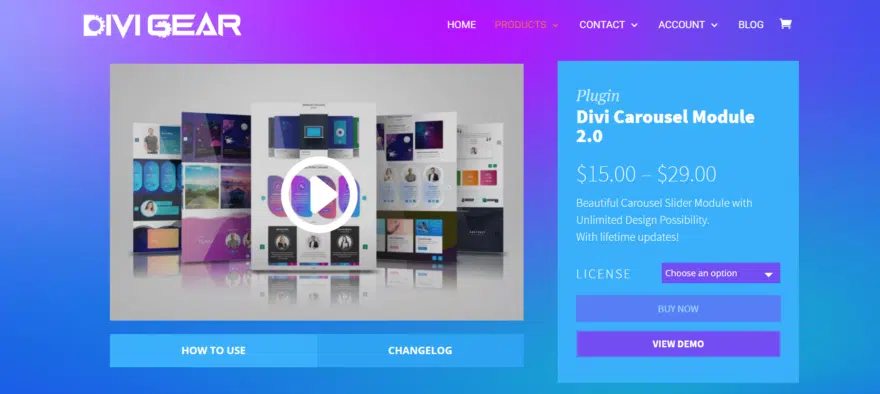 DIVI GEAR
HOME
PRODUCTS
CONTACT
ACCOUNT
BLOG
Plugin
Divi Carousel Module
2.0
$15.00 – $29.00
Beautiful Carousel Slider Module with
Unlimited Design Possibility.
With lifetime updates!
LICENSE
Choose an option
BUY NOW
VIEW DEMO
HOW TO USE
CHANGELOG